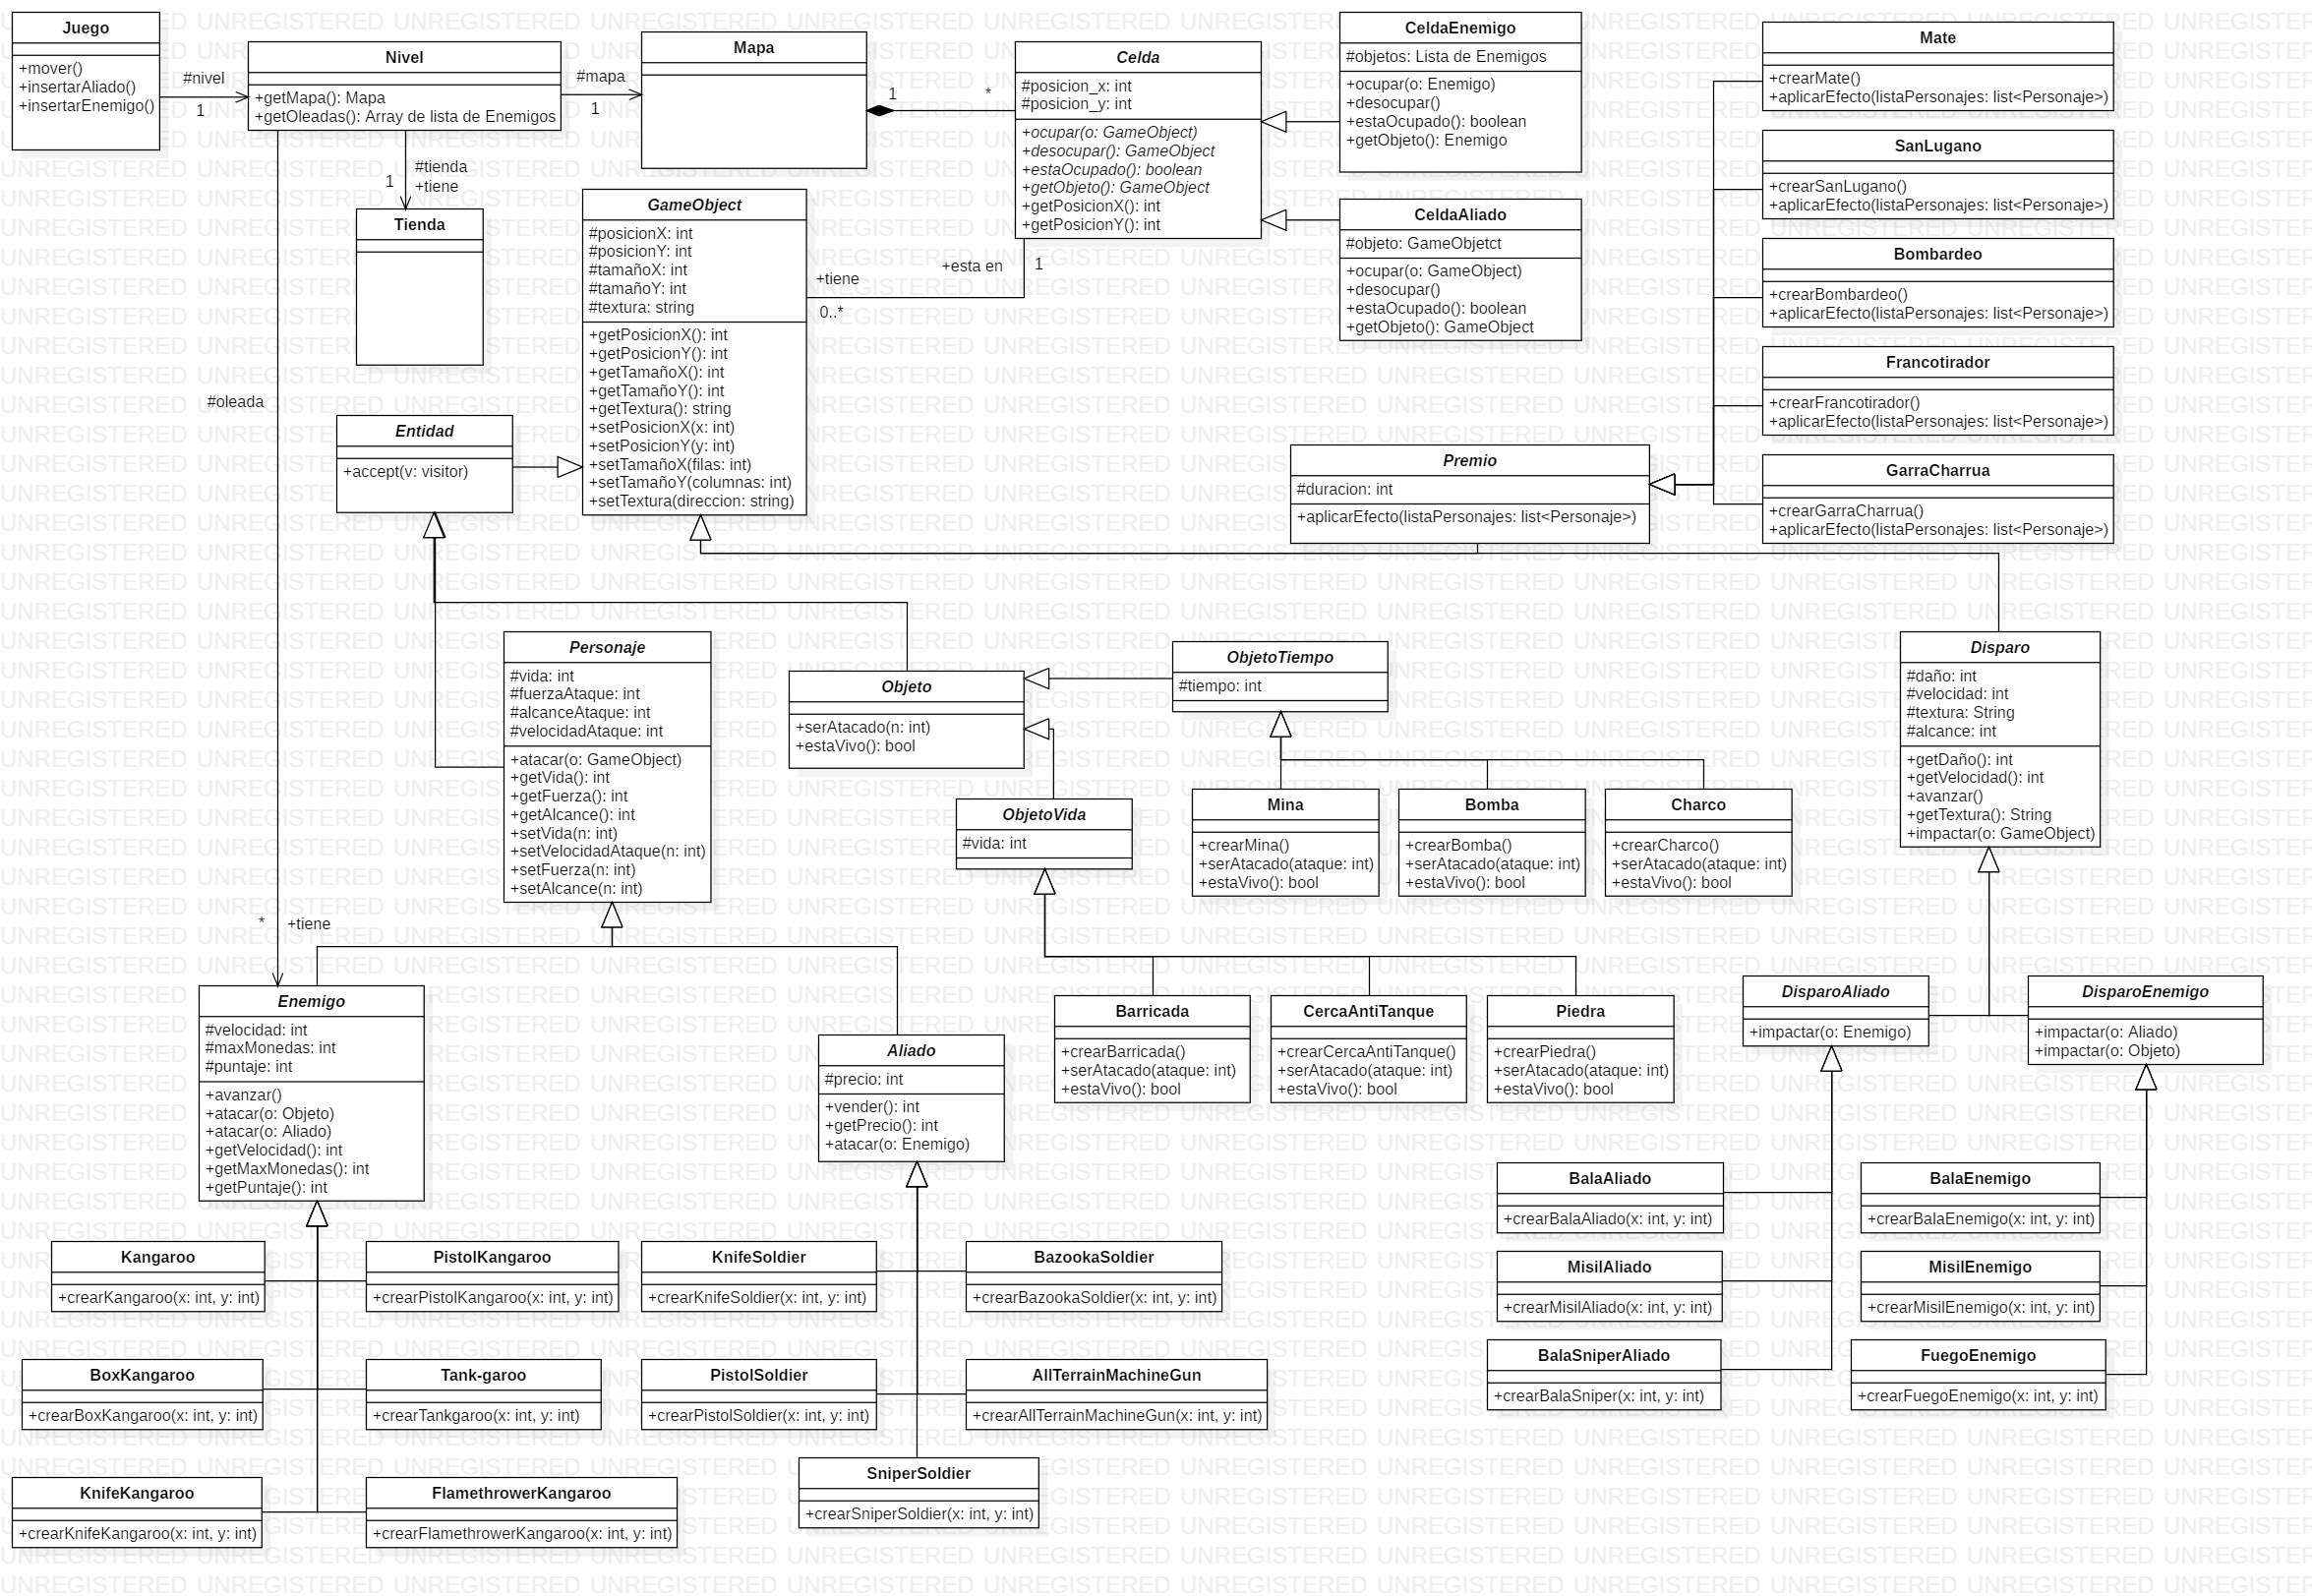 Juego
+mover()
+insertarAliado()
+insertarEnemigo()
#nivel
1
Nivel
+getMapa(): Mapa
+getOleadas(): Array de lista de Enemigos
#mapa
1
Mapa
1
*
Celda
#posicion_x: int
#posicion_y: int
+ocupar(o: GameObject)
+desocupar(): GameObject
+estaOcupado(): boolean
+getObjeto(): GameObject
+getPosicionX(): int
+getPosicionY(): int
CeldaEnemigo
#objetos: Lista de Enemigos
+ocupar(o: Enemigo)
+desocupar()
+estaOcupado(): boolean
+getObjeto(): Enemigo
CeldaAliado
#objeto: GameObjetct
+ocupar(o: GameObject)
+desocupar()
+estaOcupado(): boolean
+getObjeto(): GameObject
Mate
+crearMate()
+aplicarEfecto(listaPersonajes: list<Personaje>)
SanLugano
+crearSanLugano()
+aplicarEfecto(listaPersonajes: list<Personaje>)
Bombardeo
+crearBombardeo()
+aplicarEfecto(listaPersonajes: list<Personaje>)
Francotirador
+crearFrancotirador()
+aplicarEfecto(listaPersonajes: list<Personaje>)
GarraCharrua
+crearGarraCharrua()
+aplicarEfecto(listaPersonajes: list<Personaje>)
#tienda
1
+tiene
Tienda
GameObject
#posicionX: int
#posicionY: int
#tamañoX: int
#tamañoY: int
#textura: string
+getPosicionX(): int
+getPosicionY(): int
+getTamañoX(): int
+getTamañoY(): int
+getTextura(): string
+setPosicionX(x: int)
+setPosicionY(y: int)
+setTamañoX(filas: int)
+setTamañoY(columnas: int)
+setTextura(direccion: string)
+tiene
0..*
+esta en
1
#oleada
*
+tiene
Entidad
+accept(v: visitor)
Premio
#duracion: int
+aplicarEfecto(listaPersonajes: list<Personaje>)
Personaje
#vida: int
#fuerzaAtaque: int
#alcanceAtaque: int
#velocidadAtaque: int
+atacar(o: GameObject)
+getVida(): int
+getFuerza(): int
+getAlcance(): int
+setVida(n: int)
+setVelocidadAtaque(n: int)
+setFuerza(n: int)
+setAlcance(n: int)
Objeto
+serAtacado(n: int)
+estaVivo(): bool
ObjetoTiempo
#tiempo: int
ObjetoVida
#vida: int
Mina
+crearMina()
+serAtacado(ataque: int)
+estaVivo(): bool
Bomba
+crearBomba()
+serAtacado(ataque: int)
+estaVivo(): bool
Charco
+crearCharco()
+serAtacado(ataque: int)
+estaVivo(): bool
Disparo
#daño: int
#velocidad: int
#textura: String
#alcance: int
+getDaño(): int
+getVelocidad(): int
+avanzar()
+getTextura(): String
+impactar(o: GameObject)
Enemigo
#velocidad: int
#maxMonedas: int
#puntaje: int
+avanzar()
+atacar(o: Objeto)
+atacar(o: Aliado)
+getVelocidad(): int
+getMaxMonedas(): int
+getPuntaje(): int
Aliado
#precio: int
+vender(): int
+getPrecio(): int
+atacar(o: Enemigo)
Barricada
+crearBarricada()
+serAtacado(ataque: int)
+estaVivo(): bool
CercaAntiTanque
+crearCercaAntiTanque()
+serAtacado(ataque: int)
+estaVivo(): bool
Piedra
+crearPiedra()
+serAtacado(ataque: int)
+estaVivo(): bool
DisparoAliado
+impactar(o: Enemigo)
DisparoEnemigo
+impactar(o: Aliado)
+impactar(o: Objeto)
BalaAliado
+crearBalaAliado(x: int, y: int)
BalaEnemigo
+crearBalaEnemigo(x: int, y: int)
MisilAliado
+crearMisilAliado(x: int, y: int)
MisilEnemigo
+crearMisilEnemigo(x: int, y: int)
BalaSniperAliado
+crearBalaSniper(x: int, y: int)
FuegoEnemigo
+crearFuegoEnemigo(x: int, y: int)
Kangaroo
+crearKangaroo(x: int, y: int)
PistolKangaroo
+crearPistolKangaroo(x: int, y: int)
KnifeSoldier
+crearKnifeSoldier(x: int, y: int)
BazookaSoldier
+crearBazookaSoldier(x: int, y: int)
BoxKangaroo
+crearBoxKangaroo(x: int, y: int)
Tank-garoo
+crearTankgaroo(x: int, y: int)
PistolSoldier
+crearPistolSoldier(x: int, y: int)
AllTerrainMachineGun
+crearAllTerrainMachineGun(x: int, y: int)
KnifeKangaroo
+crearKnifeKangaroo(x: int, y: int)
FlamethrowerKangaroo
+crearFlamethrowerKangaroo(x: int, y: int)
SniperSoldier
+crearSniperSoldier(x: int, y: int)
UNREGISTERED